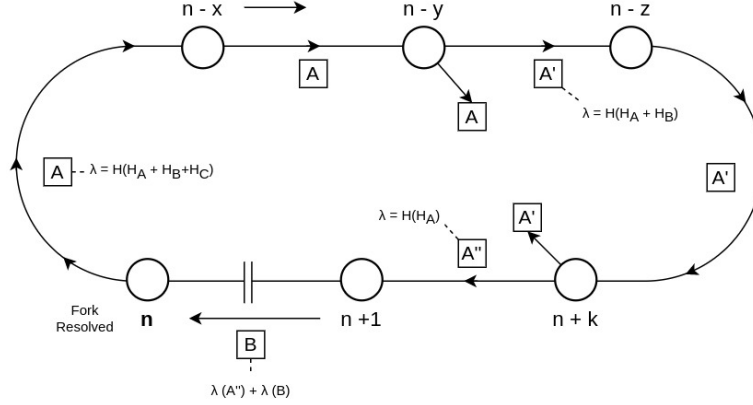 n - x
n - y
n - z
A
A'
A
λ = H(HA + HB)
A
λ = H(HA + HB+HC)
A'
λ = H(HA)
A'
A"
Fork
Resolved
n
n +1
n + k
B
λ (A") + λ (B)